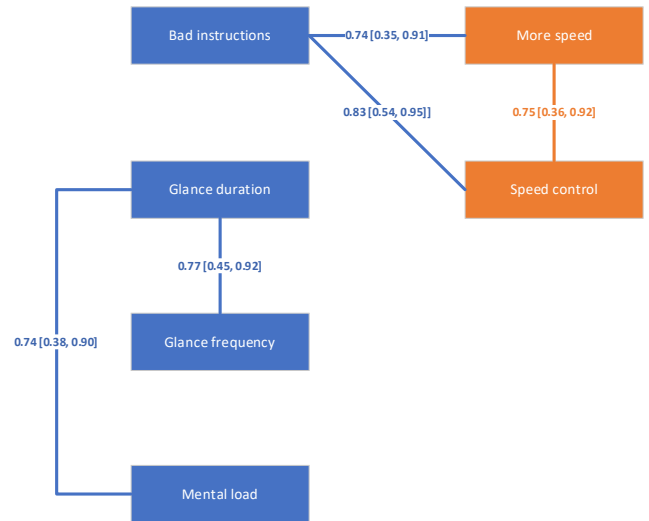 Bad instructions
0.74 [0.35, 0.91]
More speed
0.83 [0.54, 0.95]]
0.75 [0.36, 0.92]
Glance duration
Speed control
0.77 [0.45, 0.92]
0.74 [0.38, 0.90]
Glance frequency
Mental load